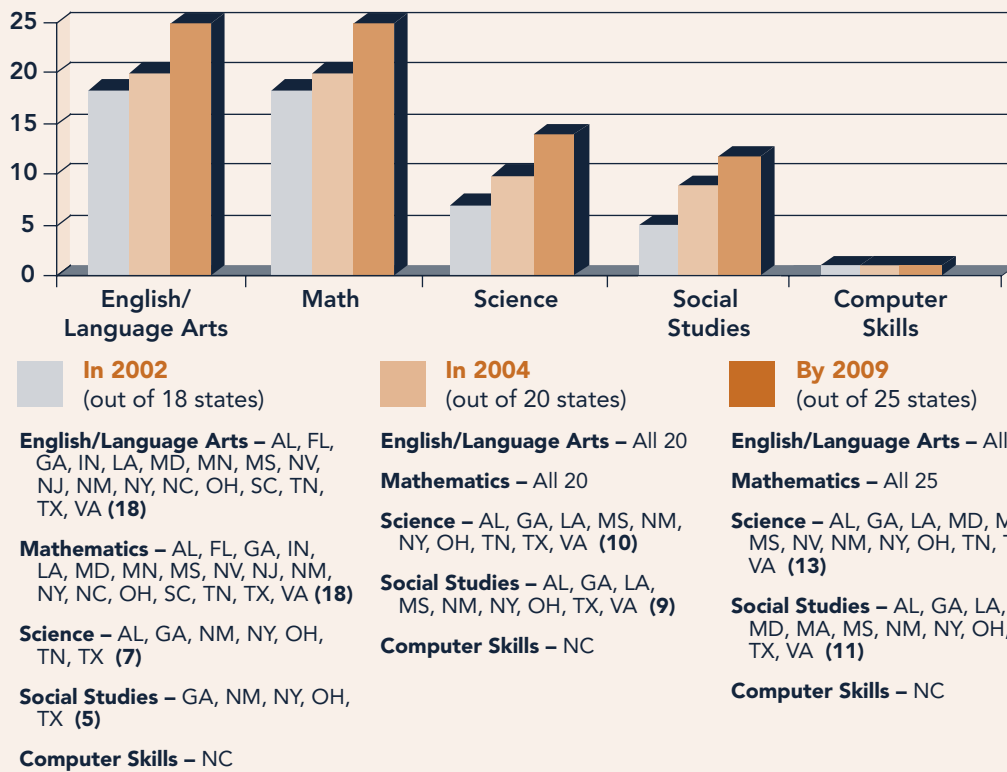 25
20
15
10
5
0
English/
Language Arts
Math
Science
Social
Studies
Computer
Skills
In 2002
(out of 18 states)
English/Language Arts – AL, FL,
GA, IN, LA, MD, MN, MS, NV,
NJ, NM, NY, NC, OH, SC, TN,
TX, VA (18)
Mathematics – AL, FL, GA, IN,
LA, MD, MN, MS, NV, NJ, NM,
NY, NC, OH, SC, TN, TX, VA (18)
Science – AL, GA, NM, NY, OH,
TN, TX (7)
Social Studies – GA, NM, NY, OH,
TX (5)
Computer Skills – NC
In 2004
(out of 20 states)
English/Language Arts – All 20
Mathematics – All 20
Science – AL, GA, LA, MS, NM,
NY, OH, TN, TX, VA (10)
Social Studies – AL, GA, LA,
MS, NM, NY, OH, TX, VA (9)
Computer Skills – NC
By 2009
(out of 25 states)
English/Language Arts – All
Mathematics – All 25
Science – AL, GA, LA, MD,
MS, NV, NM, NY, OH, TN,
VA (13)
Social Studies – AL, GA, LA,
MD, MA, MS, NM, NY, OH,
TX, VA (11)
Computer Skills – NC